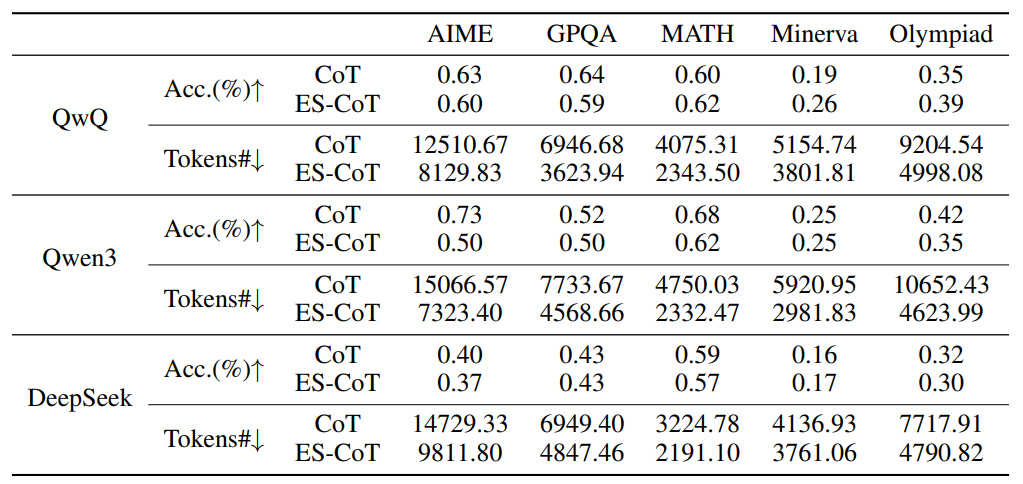 AIME GPQA MATH Minerva Olympiad
QwQ
Acc.(%)↑
CoT 0.63 0.64 0.60 0.19 0.35
ES-CoT 0.60 0.59 0.62 0.26 0.39
Tokens#↓
CoT 12510.67 6946.68 4075.31 5154.74 9204.54
ES-CoT 8129.83 3623.94 2343.50 3801.81 4998.08
Qwen3
Acc.(%)↑
CoT 0.73 0.52 0.68 0.25 0.42
ES-CoT 0.50 0.50 0.62 0.25 0.35
Tokens#↓
CoT 15066.57 7733.67 4750.03 5920.95 10652.43
ES-CoT 7323.40 4568.66 2332.47 2981.83 4623.99
DeepSeek
Acc.(%)↑
CoT 0.40 0.43 0.59 0.16 0.32
ES-CoT 0.37 0.43 0.57 0.17 0.30
Tokens#↓
CoT 14729.33 6949.40 3224.78 4136.93 7717.91
ES-CoT 9811.80 4847.46 2191.10 3761.06 4790.82